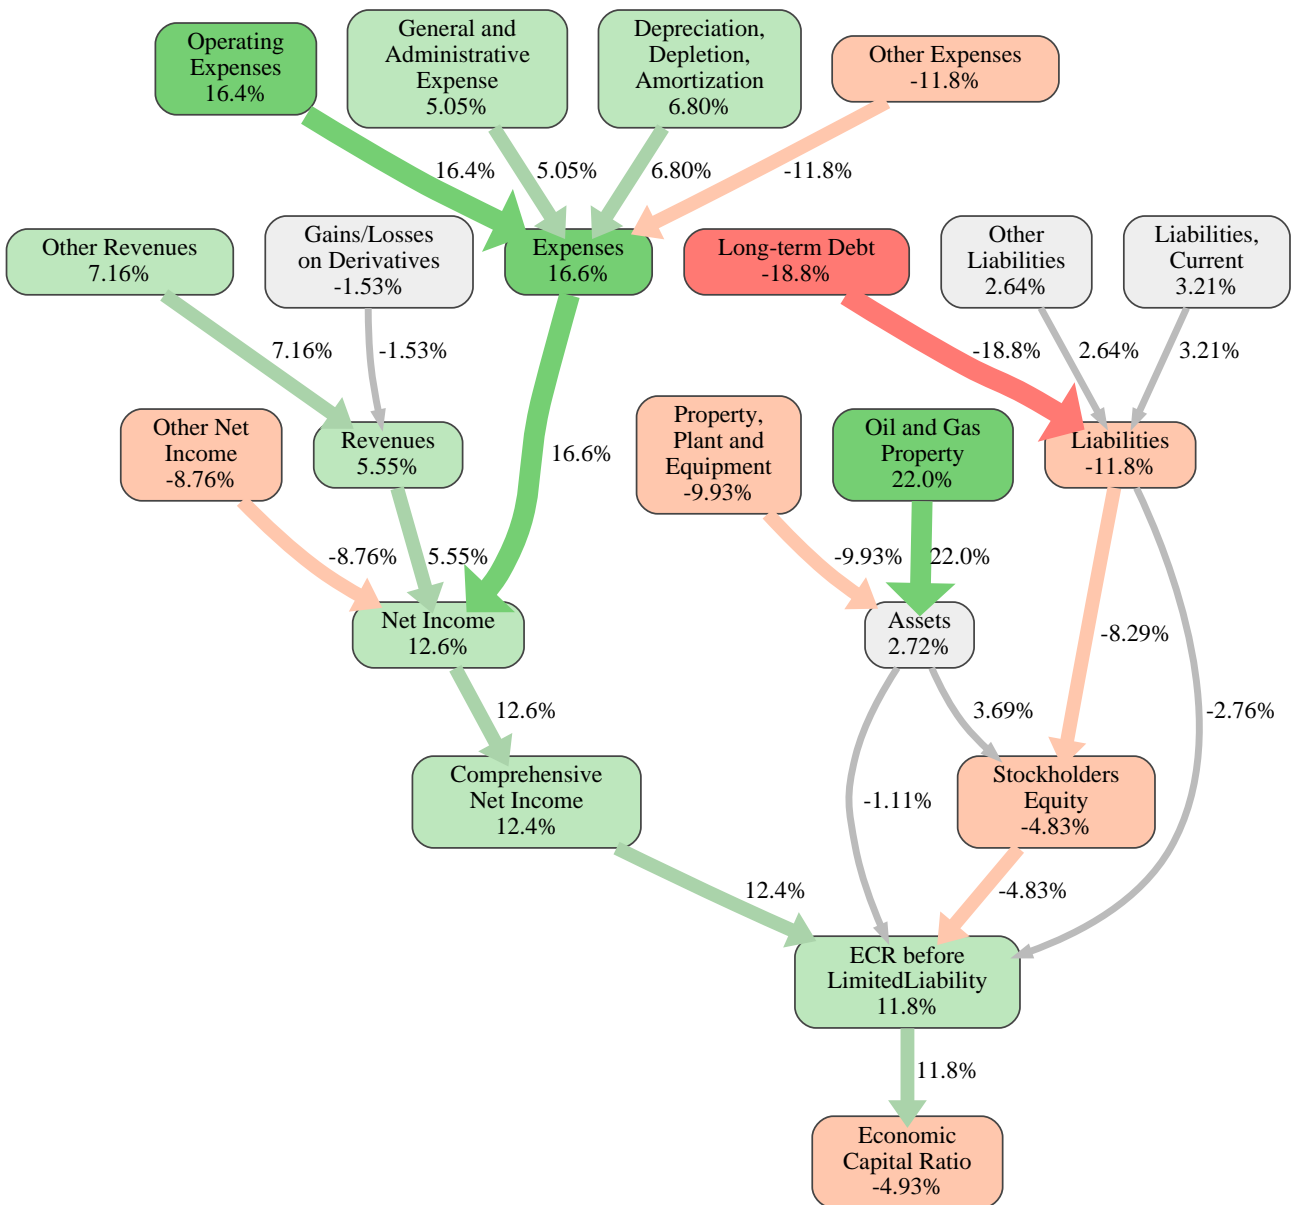 Operating
Expenses
16.4%
General and
Administrative
Expense
5.05%
Depreciation,
Depletion,
Amortization
6.80%
Other Expenses
-11.8%
16.4%
5.05%
6.80%
-11.8%
Other Revenues
7.16%
Gains/Losses
on Derivatives
-1.53%
Expenses
16.6%
Long-term Debt
-18.8%
Other
Liabilities
2.64%
Liabilities,
Current
3.21%
7.16%
-1.53%
-18.8%
2.64%
3.21%
Other Net
Income
-8.76%
Revenues
5.55%
16.6%
Property,
Plant and
Equipment
-9.93%
Oil and Gas
Property
22.0%
Liabilities
-11.8%
-8.76%
5.55%
-9.93%
22.0%
Net Income
12.6%
Assets
2.72%
-8.29%
12.6%
3.69%
-2.76%
Comprehensive
Net Income
12.4%
-1.11%
Stockholders
Equity
-4.83%
12.4%
-4.83%
ECR before
LimitedLiability
11.8%
11.8%
Economic
Capital Ratio
-4.93%